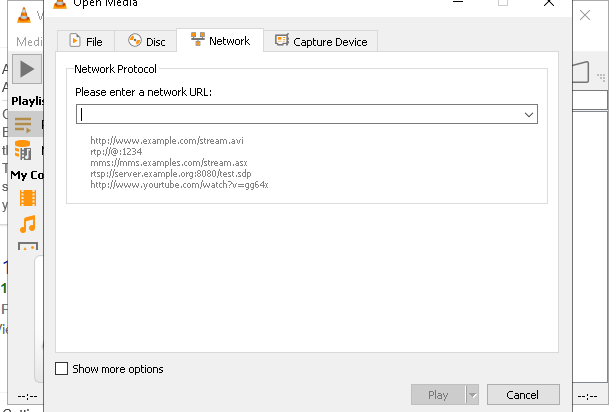 Open Media
File
Disc
Network
Capture Device
Network Protocol
Please enter a network URL:
http://www.example.com/stream.avi
rtp://@:1234
mms://mms.examples.com/stream.asx
rtsp://server.example.org:8080/test.sdp
http://www.yourtube.com/watch?v=gg64x
Show more options
Play
Cancel
Medi
Playlis
My Co
--:--
--:--